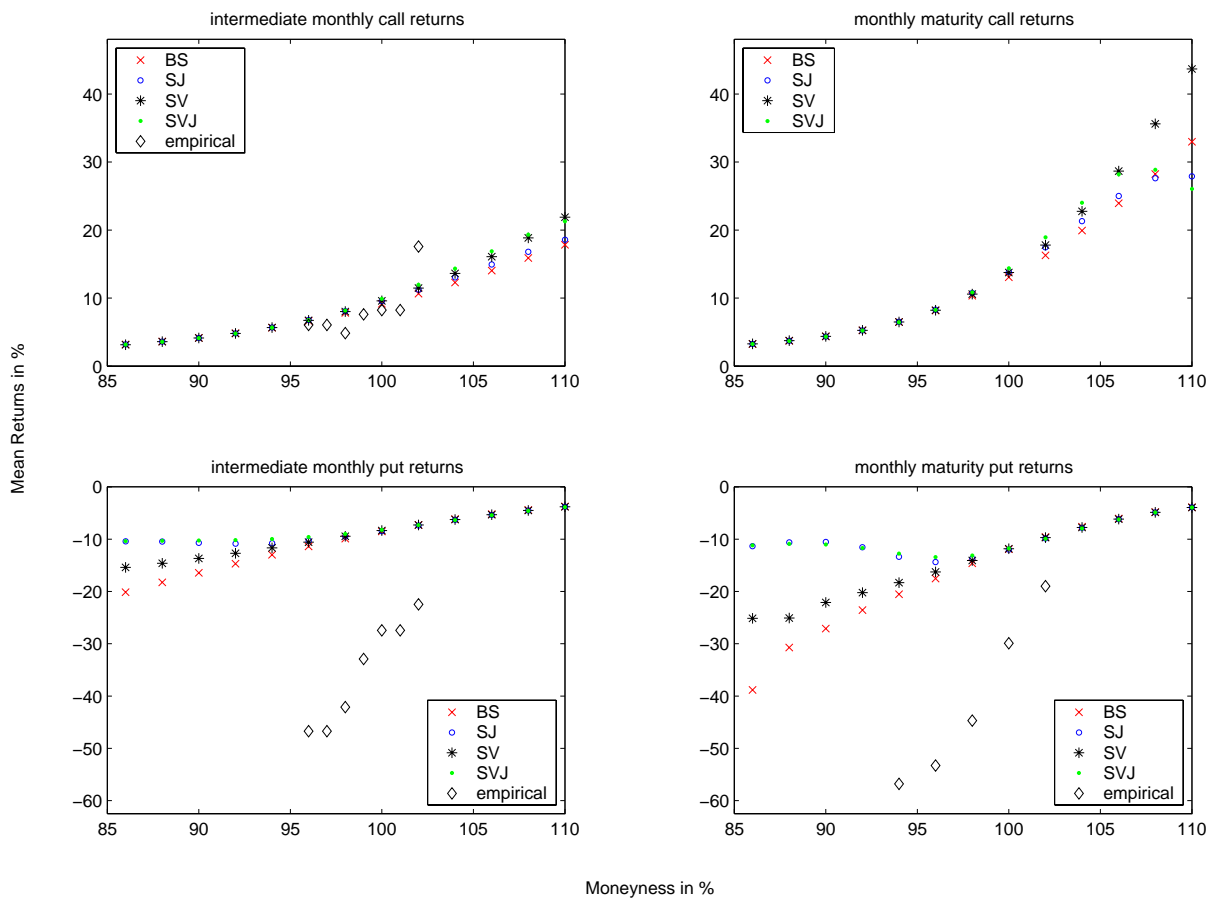 intermediate monthly call returns
BS
SJ
SV
SVJ
empirical
40
30
20
10
0
85
90
95
100
105
110
monthly maturity call returns
BS
SJ
SV
SVJ
40
30
20
10
0
85
90
95
100
105
110
Mean Returns in %
intermediate monthly put returns
0
−10
−20
−30
−40
−50
−60
BS
SJ
SV
SVJ
empirical
85
90
95
100
105
110
monthly maturity put returns
0
−10
−20
−30
−40
−50
−60
BS
SJ
SV
SVJ
empirical
85
90
95
100
105
110
Moneyness in %